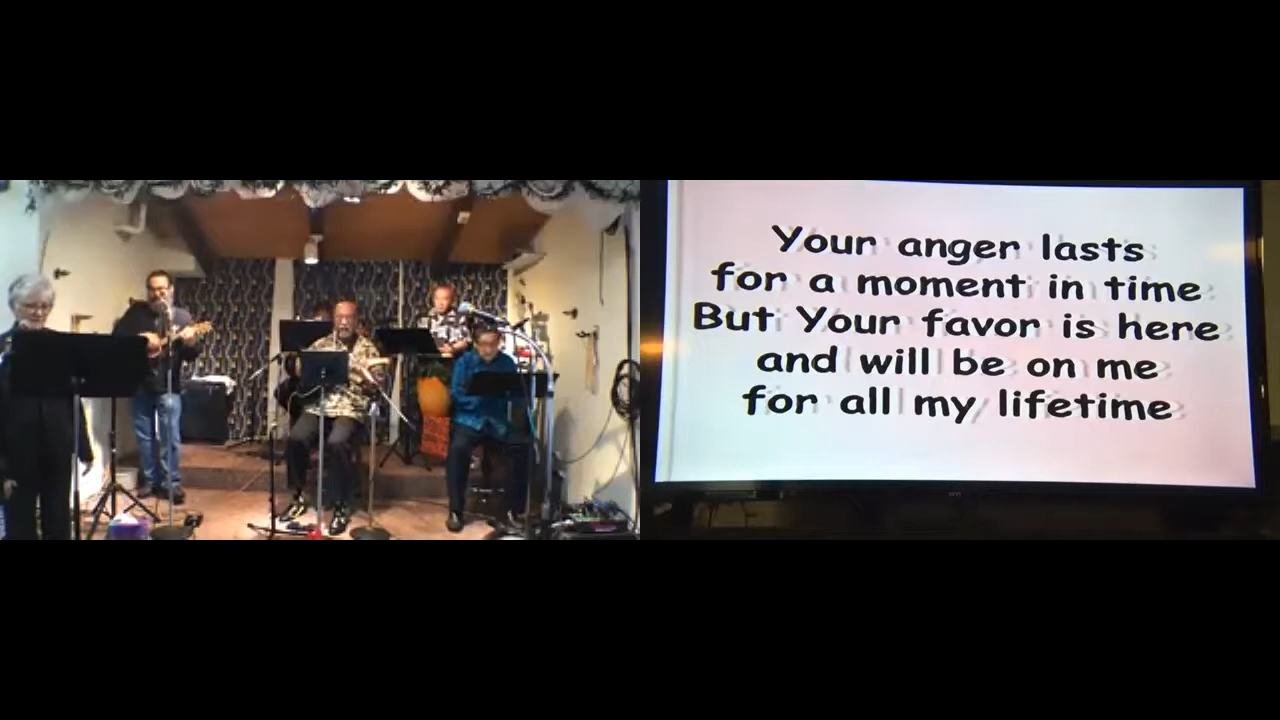 Your anger lasts
for a moment in time
But Your favor is here
and will be on me
for all my lifetime